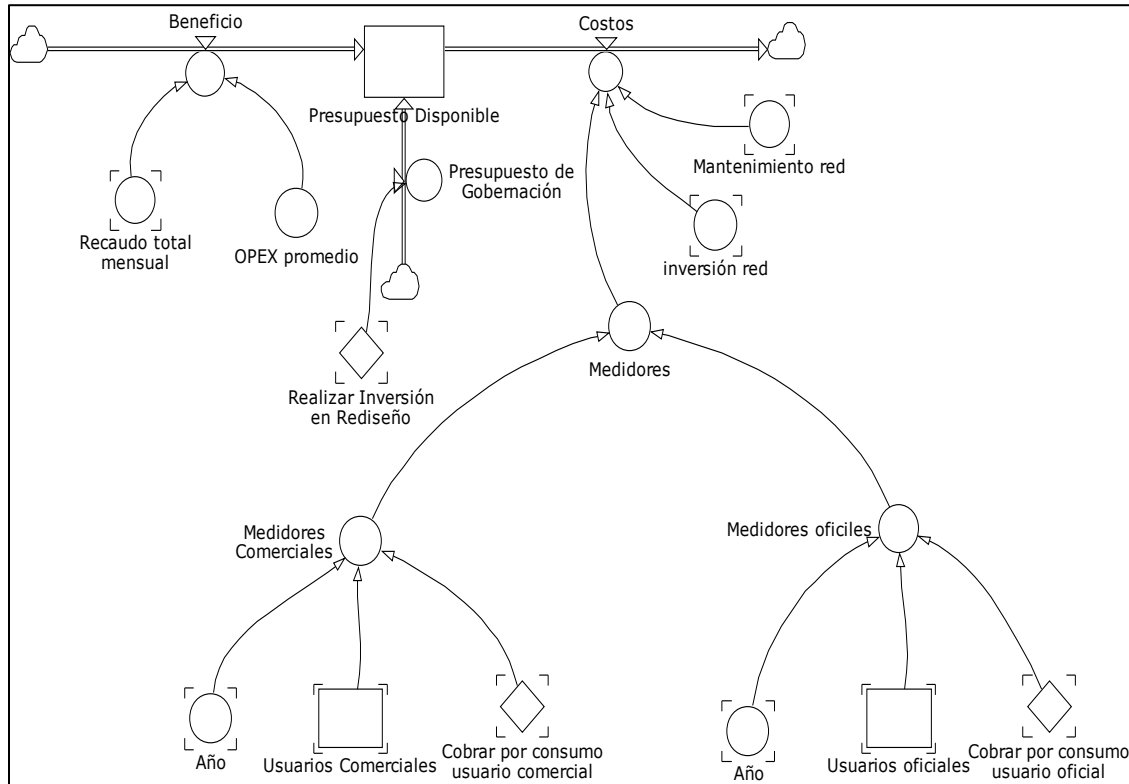 Beneficio
Costos
Presupuesto Disponible
Mantenimiento red
Presupuesto de
Gobernación
Recaudo total
mensual
OPEX promedio
inversión red
Medidores
Realizar Inversión
en Rediseño
Medidores
Comerciales
Medidores oficiles
Año
Usuarios Comerciales
Cobrar por consumo
usuario comercial
Año
Usuarios oficiales
Cobrar por consumo
usuario oficial